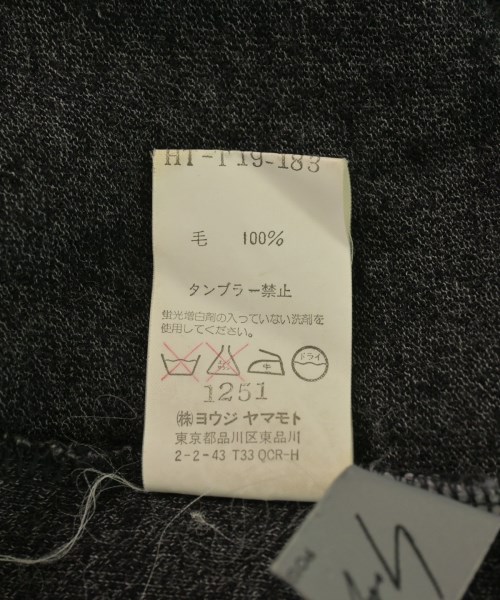 HT-T19-183
毛 100%
タンブラー禁止
蛍光増白剤の入っていない洗剤を
使用してください。
中 ドライ
1251
㈱ヨウジ ヤマモト
東京都品川区東品川
2-2-43 T33 QCR-H